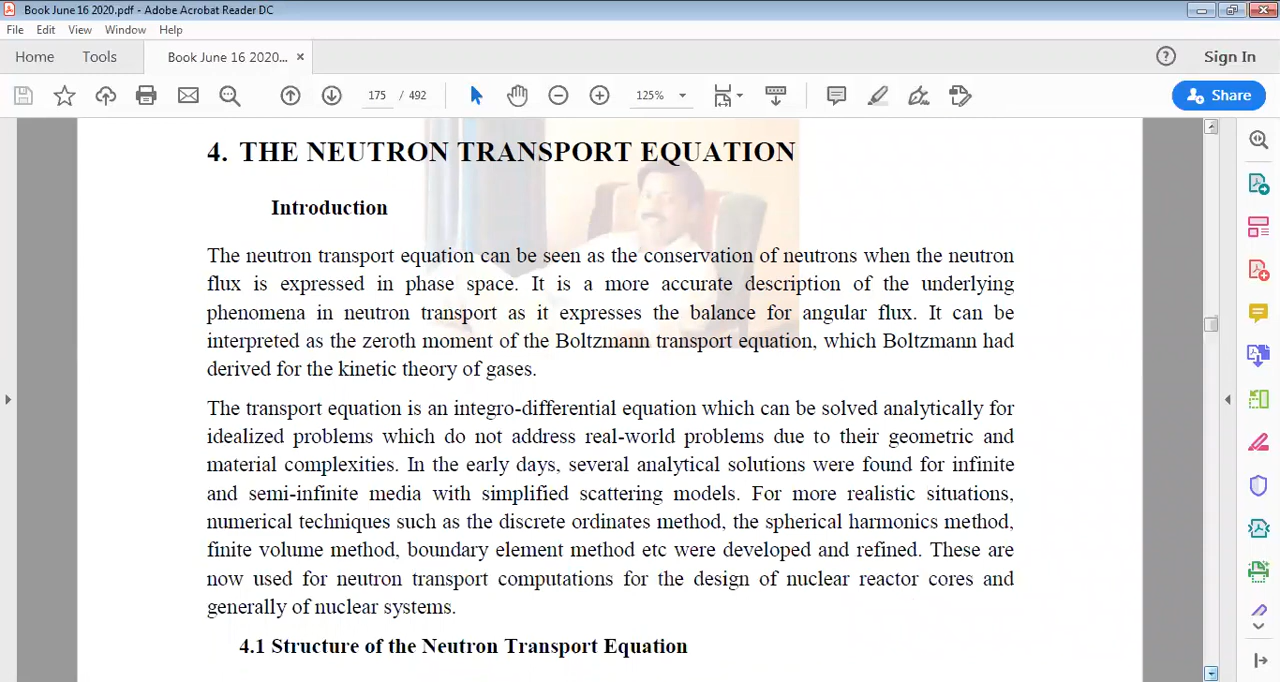 Book June 16 2020.pdf - Adobe Acrobat Reader DC
File Edit View Window Help
Home Tools Book June 16 2020... × Sign In
175 / 492 125% Share
4. THE NEUTRON TRANSPORT EQUATION
Introduction
The neutron transport equation can be seen as the conservation of neutrons when the neutron
flux is expressed in phase space. It is a more accurate description of the underlying
phenomena in neutron transport as it expresses the balance for angular flux. It can be
interpreted as the zeroth moment of the Boltzmann transport equation, which Boltzmann had
derived for the kinetic theory of gases.
The transport equation is an integro-differential equation which can be solved analytically for
idealized problems which do not address real-world problems due to their geometric and
material complexities. In the early days, several analytical solutions were found for infinite
and semi-infinite media with simplified scattering models. For more realistic situations,
numerical techniques such as the discrete ordinates method, the spherical harmonics method,
finite volume method, boundary element method etc were developed and refined. These are
now used for neutron transport computations for the design of nuclear reactor cores and
generally of nuclear systems.
4.1 Structure of the Neutron Transport Equation